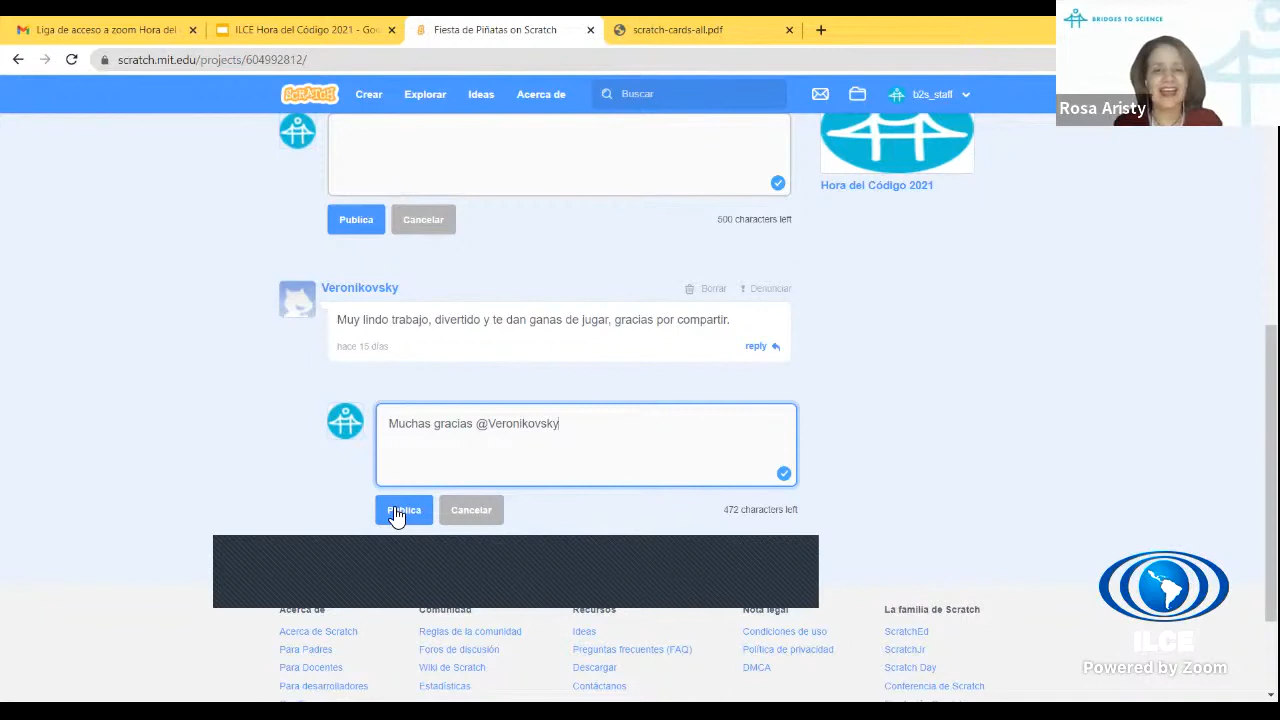 Liga de acceso a zoom Hora del
ILCE Hora del Código 2021 - Goo
Fiesta de Piñatas on Scratch
scratch-cards-all.pdf
scratch.mit.edu/projects/604992812/
BRIDGES TO SCIENCE
Rosa Aristy
SCRATCH
Crear
Explorar
Ideas
Acerca de
Buscar
b2s_staff
Hora del Código 2021
Publica
Cancelar
500 characters left
Veronikovsky
Borrar
Denunciar
Muy lindo trabajo, divertido y te dan ganas de jugar, gracias por compartir.
hace 15 días
reply
Muchas gracias @Veronikovsky
Publica
Cancelar
472 characters left
Acerca de
Comunidad
Recursos
Nota legal
La familia de Scratch
Acerca de Scratch
Reglas de la comunidad
Ideas
Condiciones de uso
ScratchEd
Para Padres
Foros de discusión
Preguntas frecuentes (FAQ)
Política de privacidad
ScratchJr
Para Docentes
Wiki de Scratch
Descargar
DMCA
Scratch Day
Para desarrolladores
Estadísticas
Contáctanos
Conferencia de Scratch
ILCE
Powered by Zoom